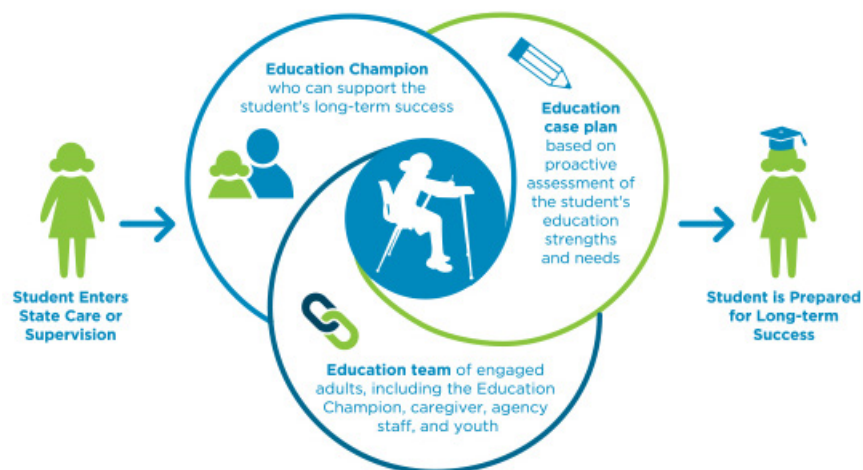 Education Champion
who can support the
student's long-term success
Education
case plan
based on
proactive
assessment of
the student's
education
strengths
and needs
Student Enters
State Care or
Supervision
Student is Prepared
for Long-term
Success
Education team of engaged
adults, including the Education
Champion, caregiver, agency
staff, and youth